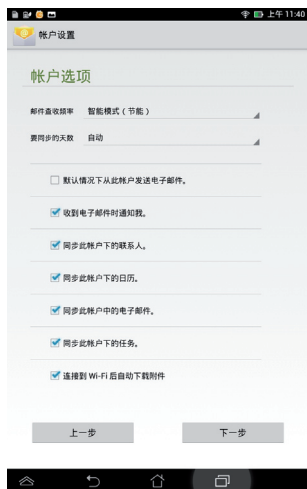 上午 11:40
帐户设置
帐户选项
邮件查收频率 智能模式（节能）
要同步的天数 自动
默认情况下从此帐户发送电子邮件。
收到电子邮件时通知我。
同步此帐户下的联系人。
同步此帐户下的日历。
同步此帐户中的电子邮件。
同步此帐户下的任务。
连接到 Wi-Fi 后自动下载附件
上一步 下一步